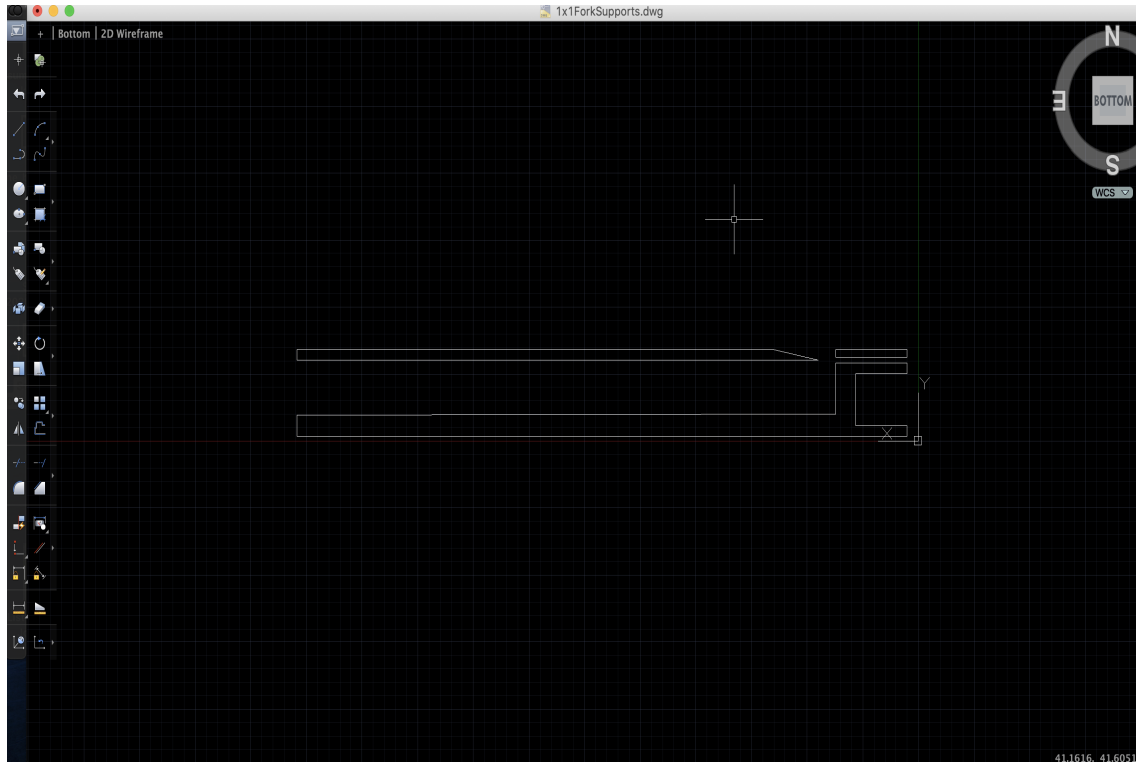 1x1ForkSupports.dwg
+ | Bottom | 2D Wireframe
N
E
BOTTOM
S
WCS
Y
X
41.1616, 41.6051